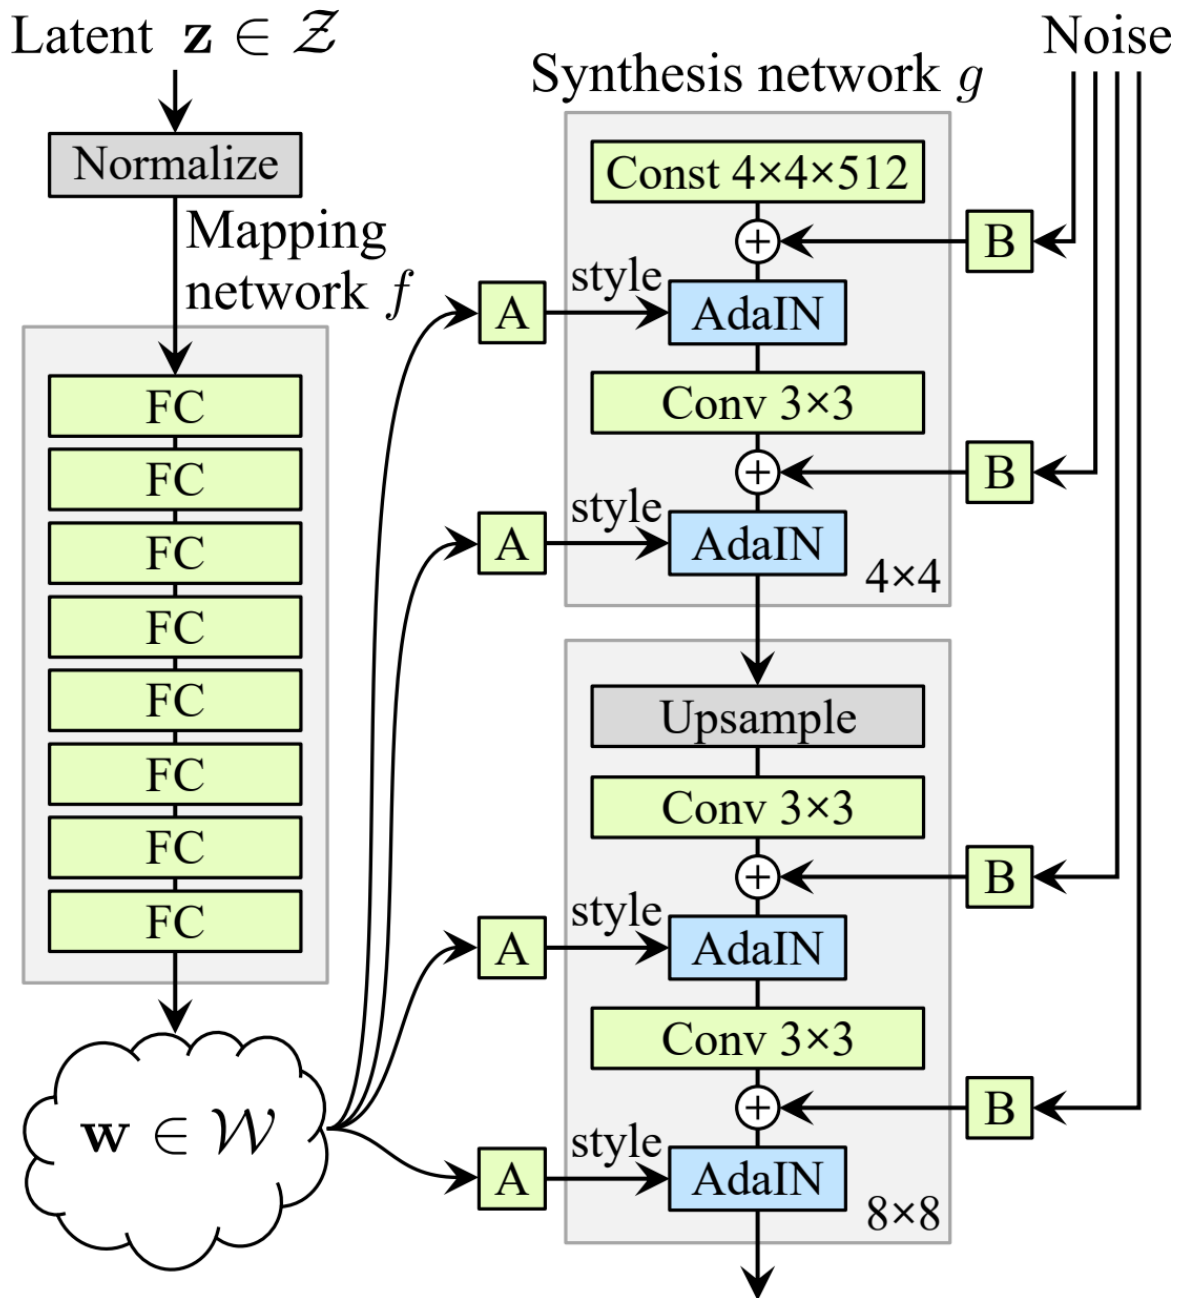 Latent z ∈ 𝒵
Normalize
Mapping
network f
FC
FC
FC
FC
FC
FC
FC
FC
w ∈ 𝒲
Synthesis network g
Noise
Const 4×4×512
+
B
A
style
AdaIN
Conv 3×3
+
B
A
style
AdaIN
4×4
Upsample
Conv 3×3
+
B
A
style
AdaIN
Conv 3×3
+
B
A
style
AdaIN
8×8